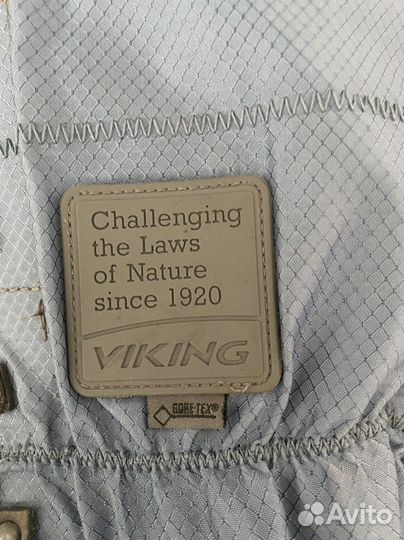 Challenging
the Laws
of Nature
since 1920
VIKING
GORE-TEX®
Avito